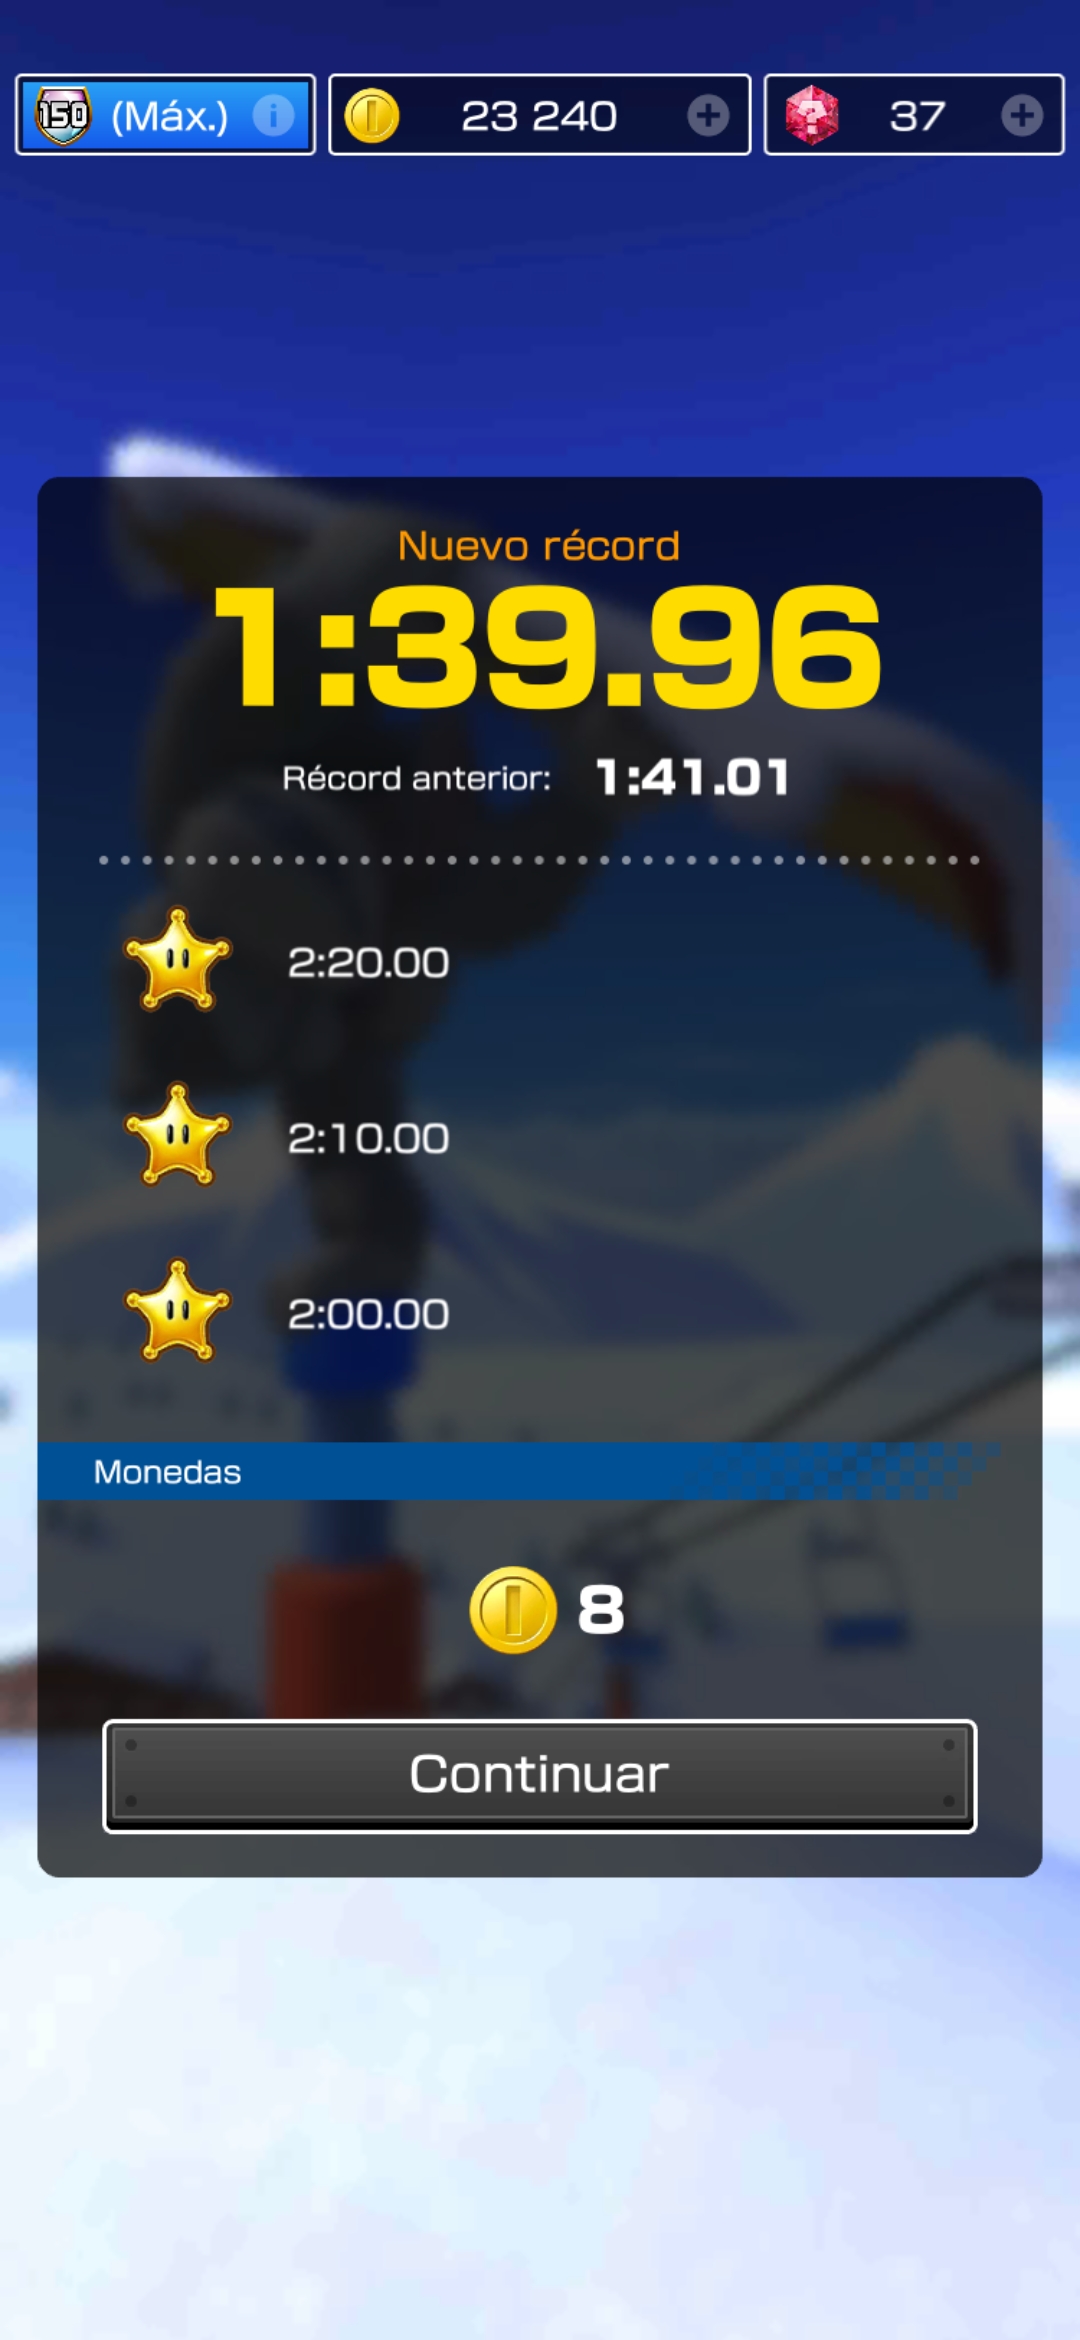 150 (Máx.) i 23 240 + 37 +
Nuevo récord
1:39.96
Récord anterior: 1:41.01
2:20.00
2:10.00
2:00.00
Monedas
8
Continuar